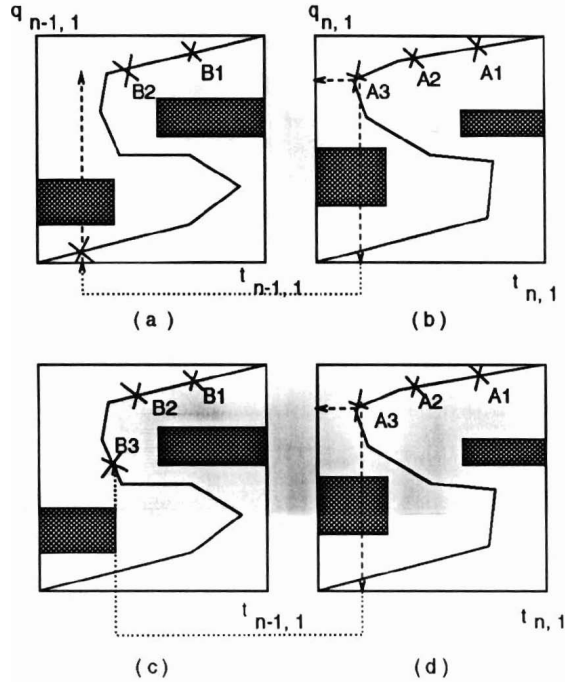 q n-1, 1
q n, 1
B1
B2
A1
A2
A3
t n-1, 1
t n, 1
( a )
( b )
B1
B2
B3
A1
A2
A3
t n-1, 1
t n, 1
( c )
( d )